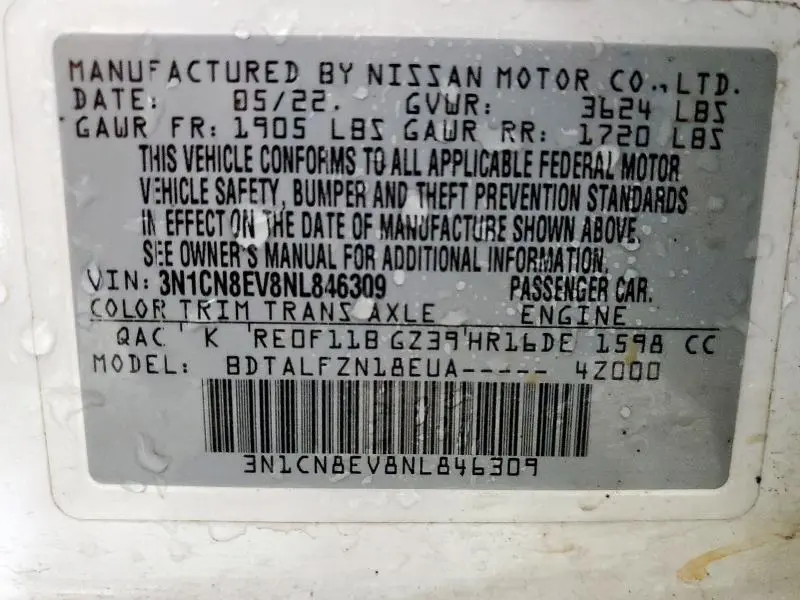 MANUFACTURED BY NISSAN MOTOR CO., LTD.
DATE: 05/22. GVWR: 3624 LBS
GAWR FR: 1905 LBS GAWR RR: 1720 LBS
THIS VEHICLE CONFORMS TO ALL APPLICABLE FEDERAL MOTOR
VEHICLE SAFETY, BUMPER AND THEFT PREVENTION STANDARDS
IN EFFECT ON THE DATE OF MANUFACTURE SHOWN ABOVE.
SEE OWNER'S MANUAL FOR ADDITIONAL INFORMATION.
VIN: 3N1CN8EV8NL846309 PASSENGER CAR.
COLOR TRIM TRANS AXLE ENGINE
QAC K RE0F11B GZ39 HR16DE 1598 CC
MODEL: BDTALFZN18EUA----- 4Z000
3N1CN8EV8NL846309